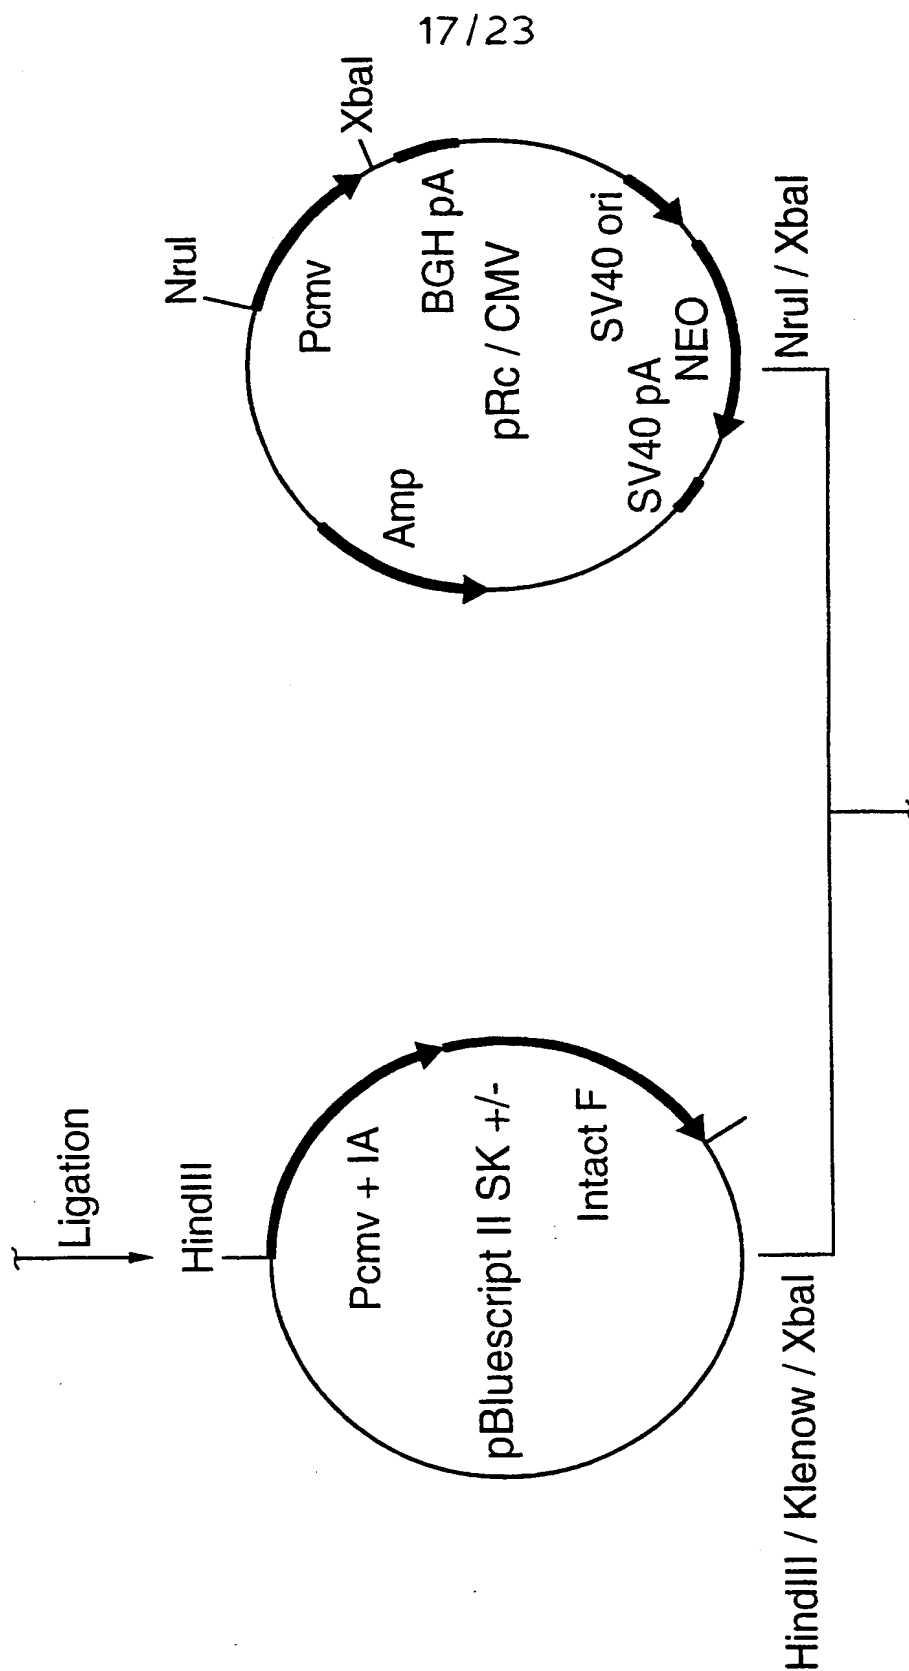 17/23
Ligation
HindIII
Pcmv + IA
pBluescript II SK +/-
Intact F
HindIII / Klenow / XbaI
NruI
XbaI
Pcmv
BGH pA
pRc / CMV
Amp
SV40 ori
SV40 pA
NEO
NruI / XbaI